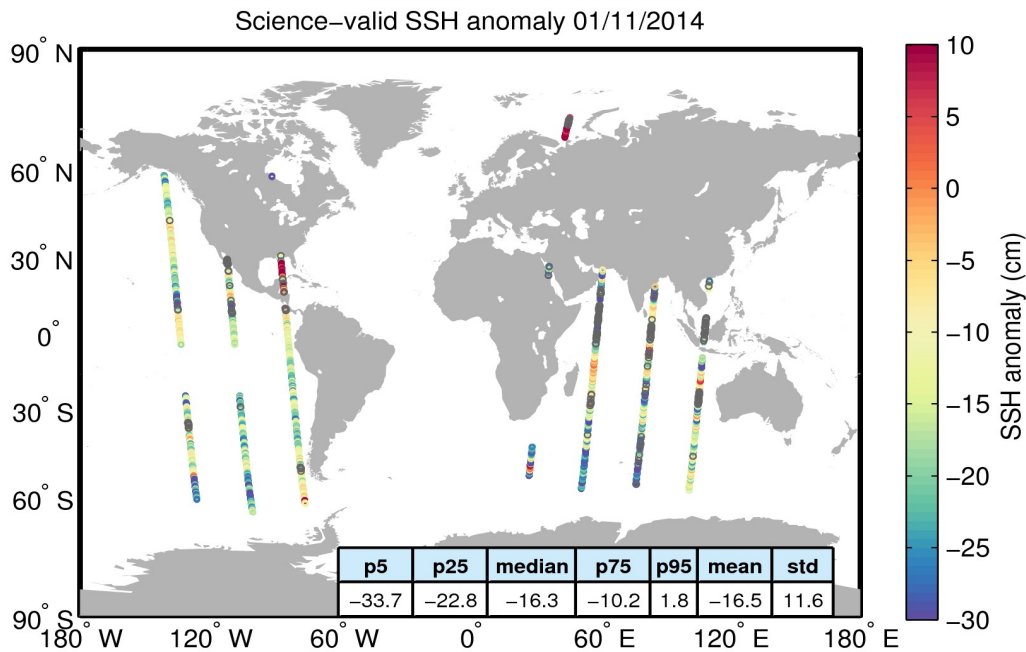 Science−valid SSH anomaly 01/11/2014
90° N
60° N
30° N
0°
30° S
60° S
90° S
180° W
120° W
60° W
0°
60° E
120° E
180° E
p5 p25 median p75 p95 mean std
−33.7 −22.8 −16.3 −10.2 1.8 −16.5 11.6
10
5
0
−5
−10
−15
−20
−25
−30
SSH anomaly (cm)